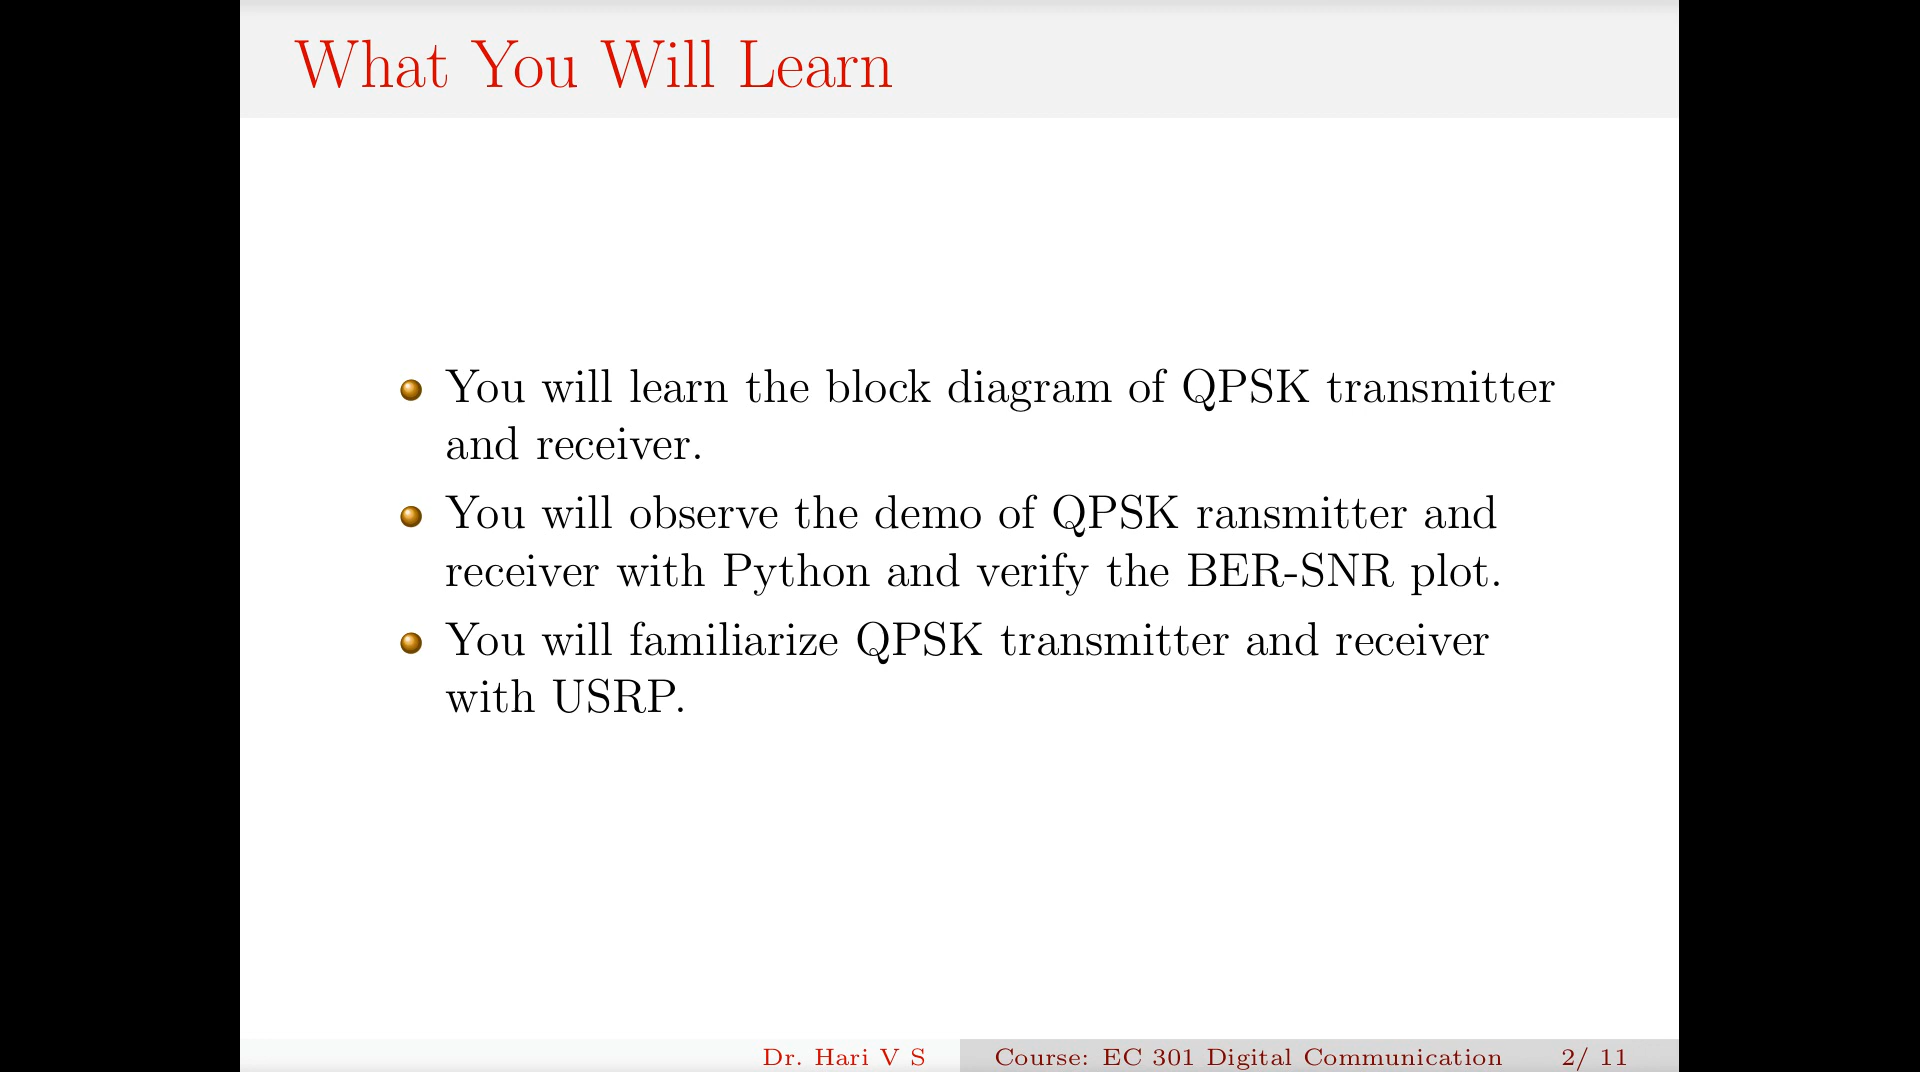 What You Will Learn
You will learn the block diagram of QPSK transmitter
and receiver.
You will observe the demo of QPSK ransmitter and
receiver with Python and verify the BER-SNR plot.
You will familiarize QPSK transmitter and receiver
with USRP.
Dr. Hari V S Course: EC 301 Digital Communication 2/ 11